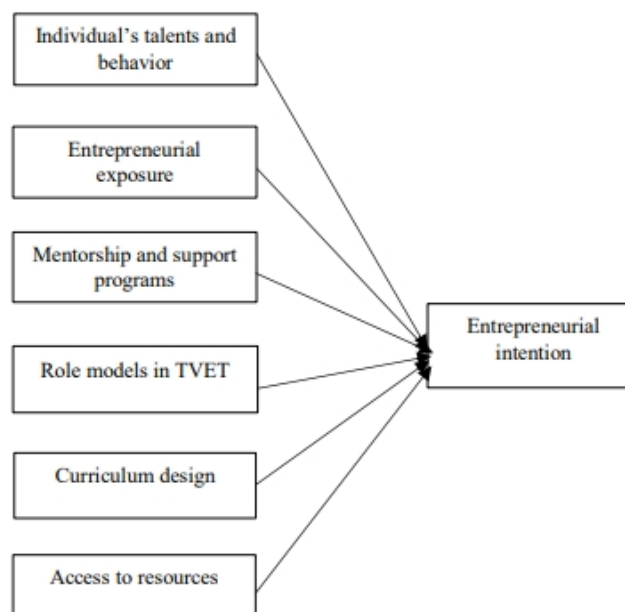 Individual's talents and
behavior
Entrepreneurial
exposure
Mentorship and support
programs
Role models in TVET
Curriculum design
Access to resources
Entrepreneurial
intention